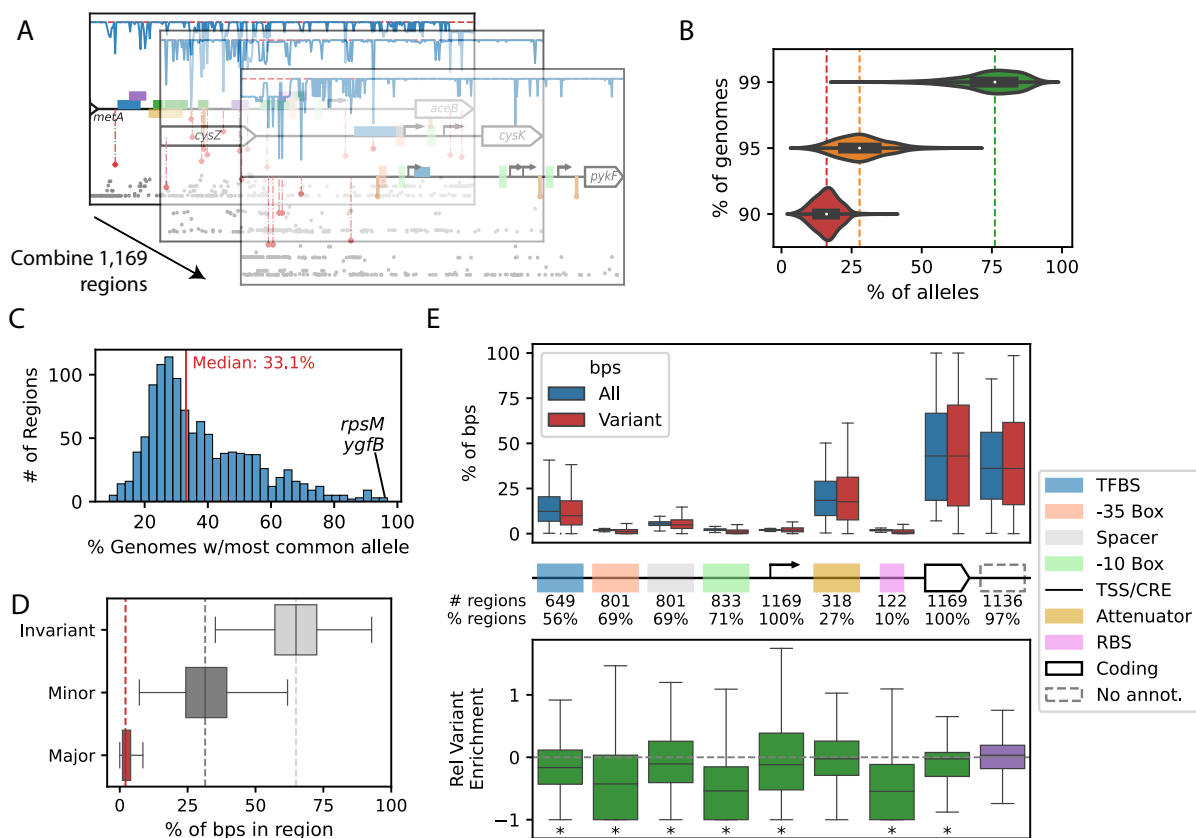 A
metA
aceB
cysZ
cysK
pykF
Combine 1,169
regions
B
% of genomes
99
95
90
0 25 50 75 100
% of alleles
C
# of Regions
100
50
0
Median: 33.1%
rpsM
ygfB
20 40 60 80 100
% Genomes w/most common allele
D
Invariant
Minor
Major
0 25 50 75 100
% of bps in region
E
% of bps
100
75
50
25
0
bps
All
Variant
# regions 649 801 801 833 1169 318 122 1169 1136
% regions 56% 69% 69% 71% 100% 27% 10% 100% 97%
Rel Variant
Enrichment
1
0
-1
* * * * * * *
TFBS
-35 Box
Spacer
-10 Box
TSS/CRE
Attenuator
RBS
Coding
No annot.